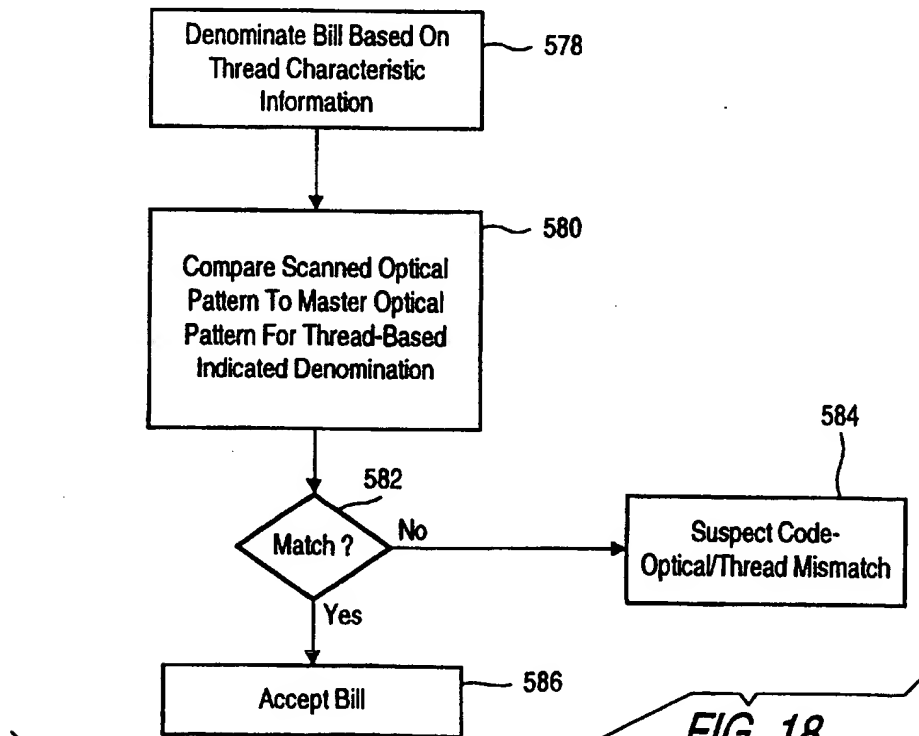 Denominate Bill Based On
Thread Characteristic
Information
578
Compare Scanned Optical
Pattern To Master Optical
Pattern For Thread-Based
Indicated Denomination
580
582
Match ?
No
584
Suspect Code-
Optical/Thread Mismatch
Yes
Accept Bill
586
FIG. 18